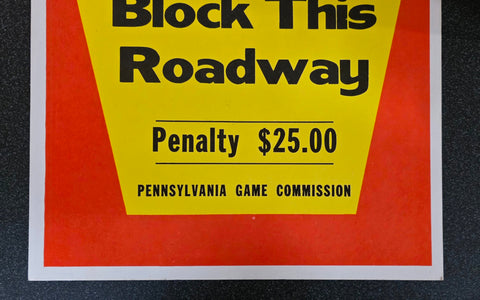 Block This
Roadway
Penalty $25.00
PENNSYLVANIA GAME COMMISSION